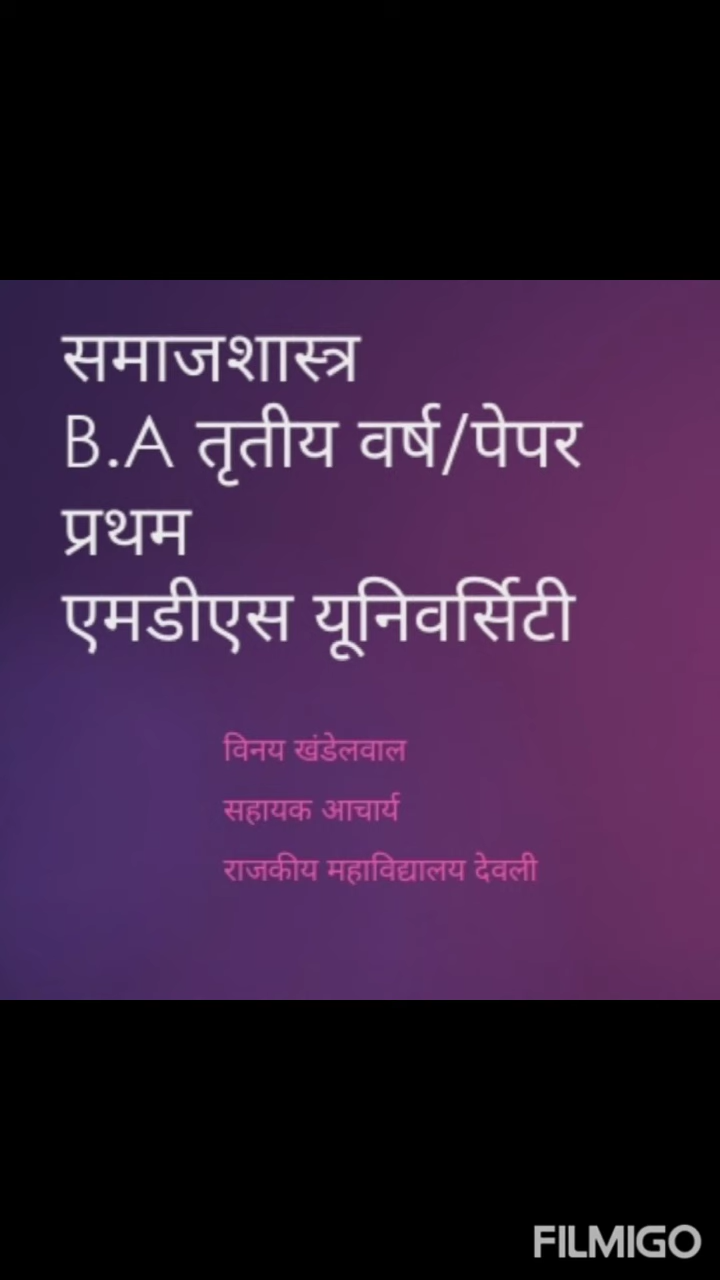 समाजशास्त्र
B.A तृतीय वर्ष/पेपर
प्रथम
एमडीएस यूनिवर्सिटी
विनय खंडेलवाल
सहायक आचार्य
राजकीय महाविद्यालय देवली
FILMIGO